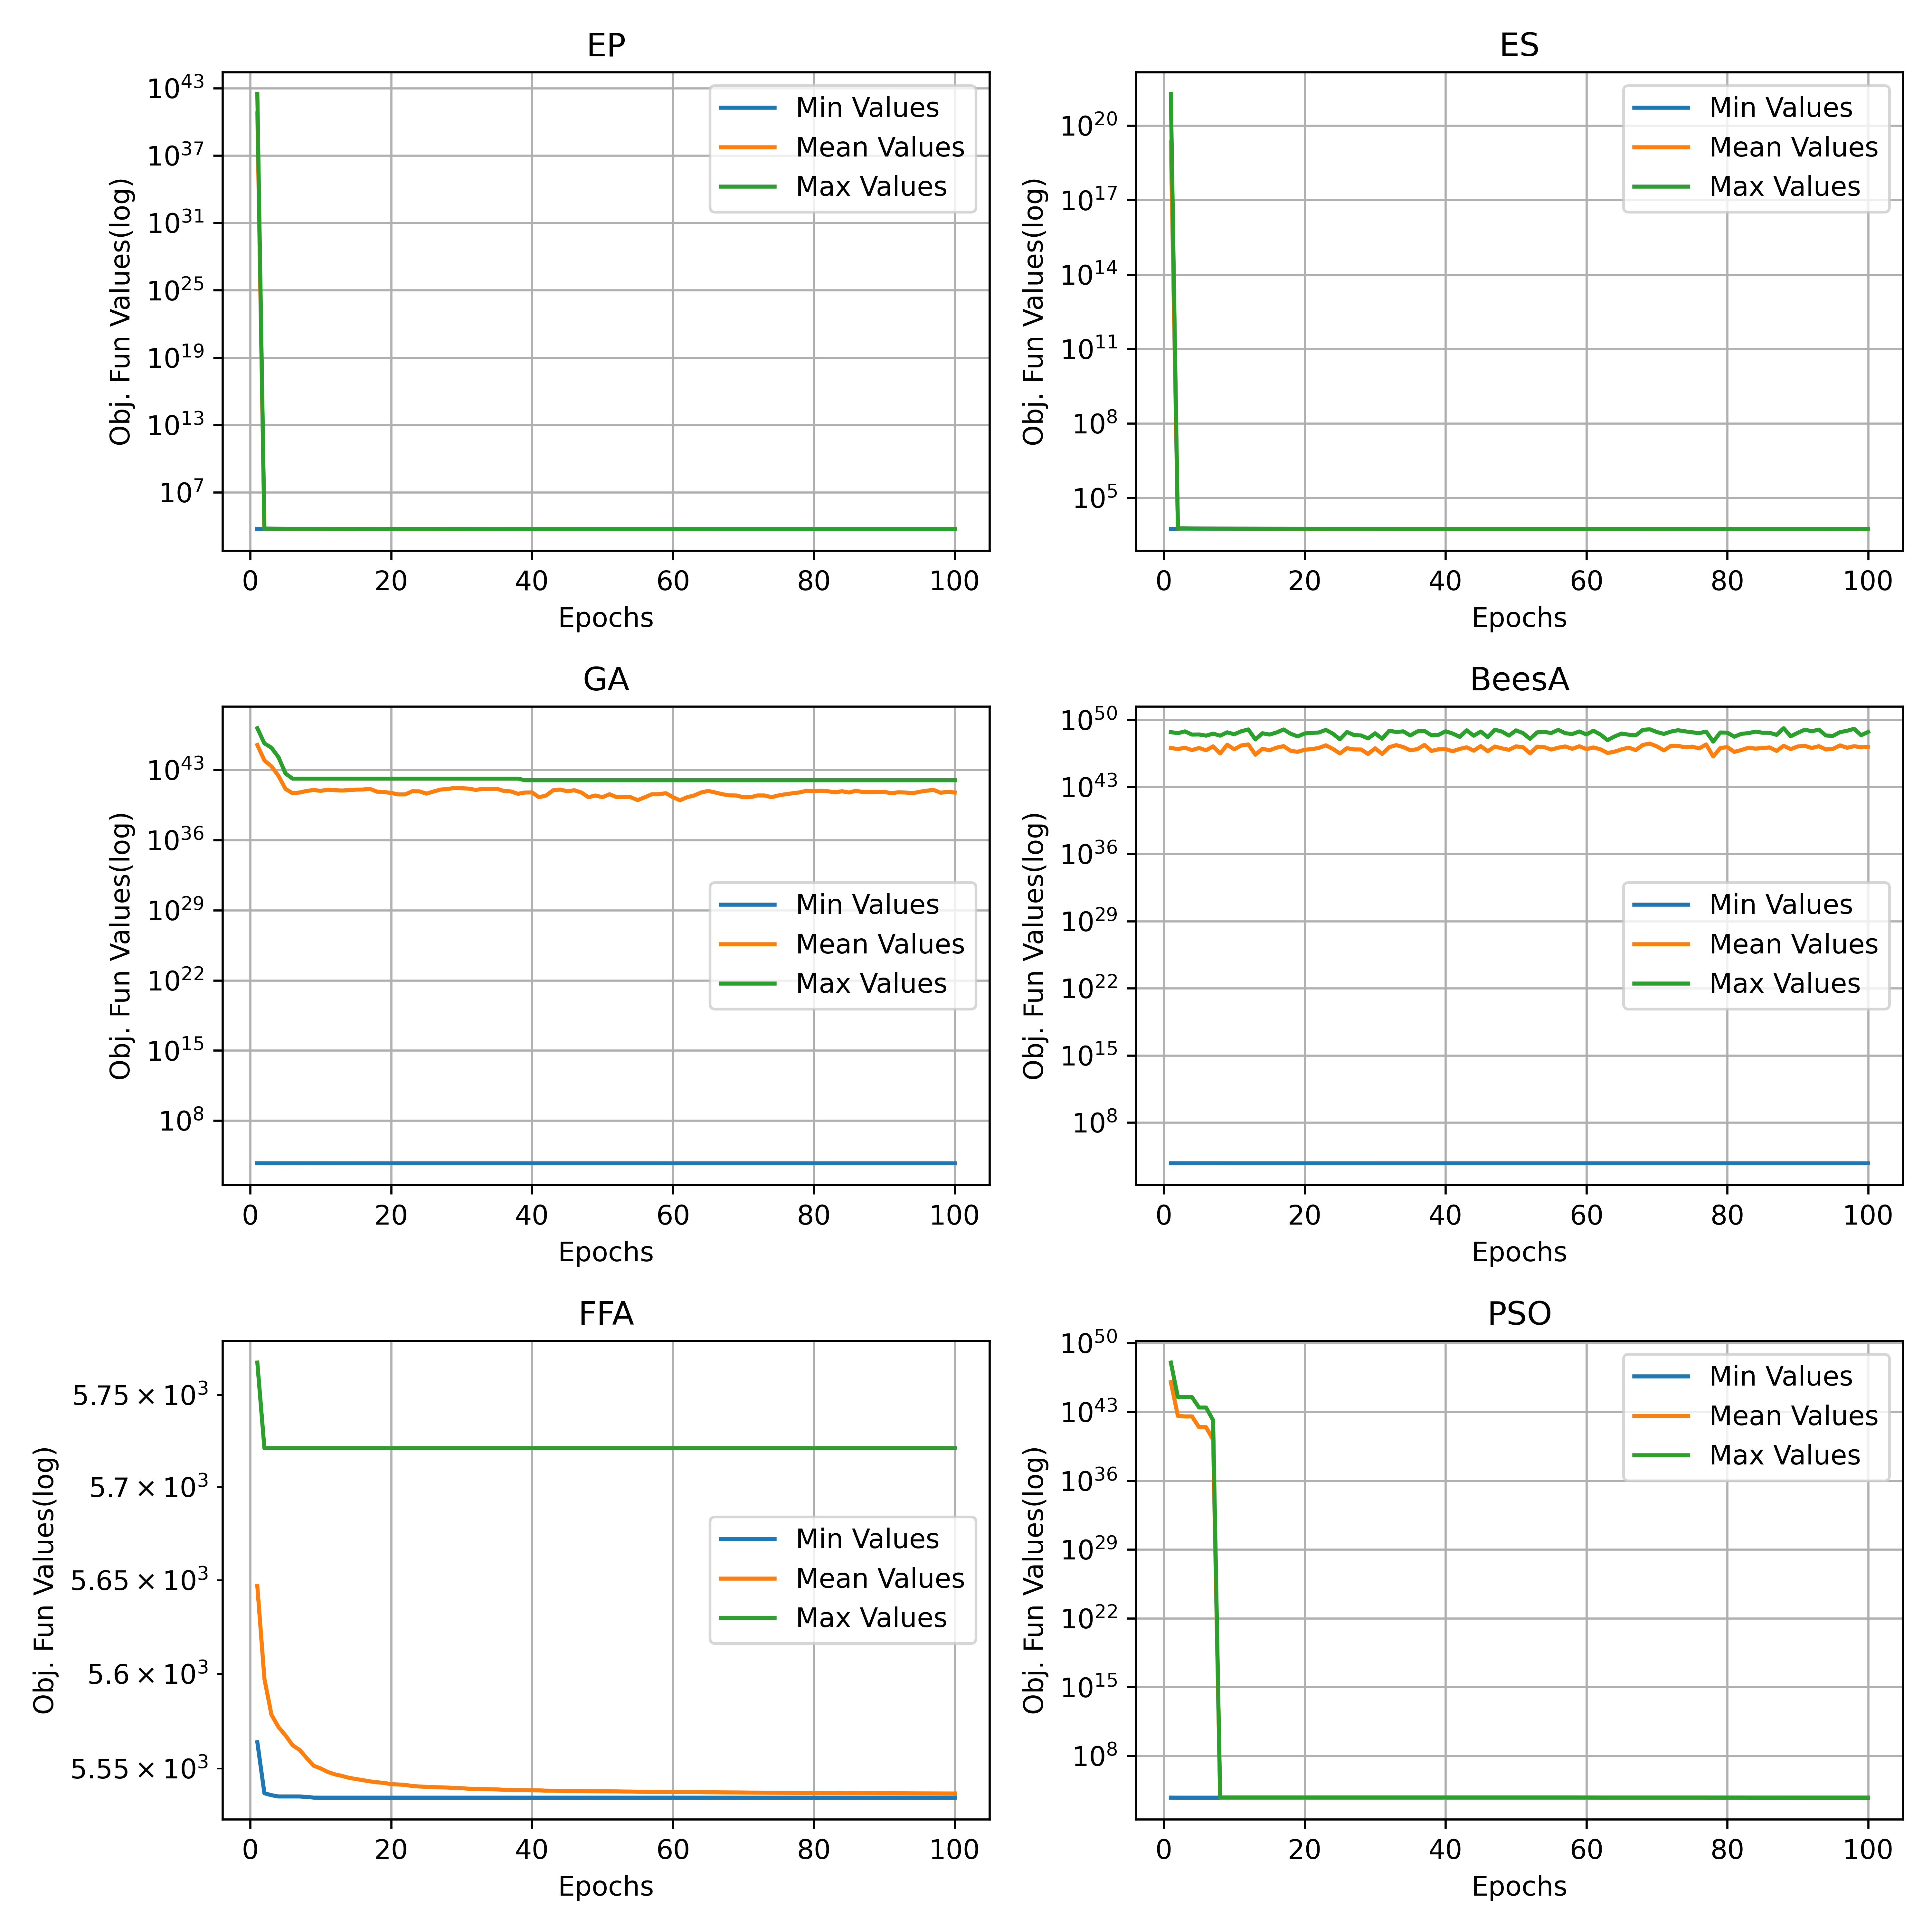 EP
10^43
10^37
10^31
10^25
10^19
10^13
10^7
Obj. Fun Values(log)
Min Values
Mean Values
Max Values
0 20 40 60 80 100
Epochs
ES
10^20
10^17
10^14
10^11
10^8
10^5
Obj. Fun Values(log)
Min Values
Mean Values
Max Values
0 20 40 60 80 100
Epochs
GA
10^43
10^36
10^29
10^22
10^15
10^8
Obj. Fun Values(log)
Min Values
Mean Values
Max Values
0 20 40 60 80 100
Epochs
BeesA
10^50
10^43
10^36
10^29
10^22
10^15
10^8
Obj. Fun Values(log)
Min Values
Mean Values
Max Values
0 20 40 60 80 100
Epochs
FFA
5.75 × 10^3
5.7 × 10^3
5.65 × 10^3
5.6 × 10^3
5.55 × 10^3
Obj. Fun Values(log)
Min Values
Mean Values
Max Values
0 20 40 60 80 100
Epochs
PSO
10^50
10^43
10^36
10^29
10^22
10^15
10^8
Obj. Fun Values(log)
Min Values
Mean Values
Max Values
0 20 40 60 80 100
Epochs